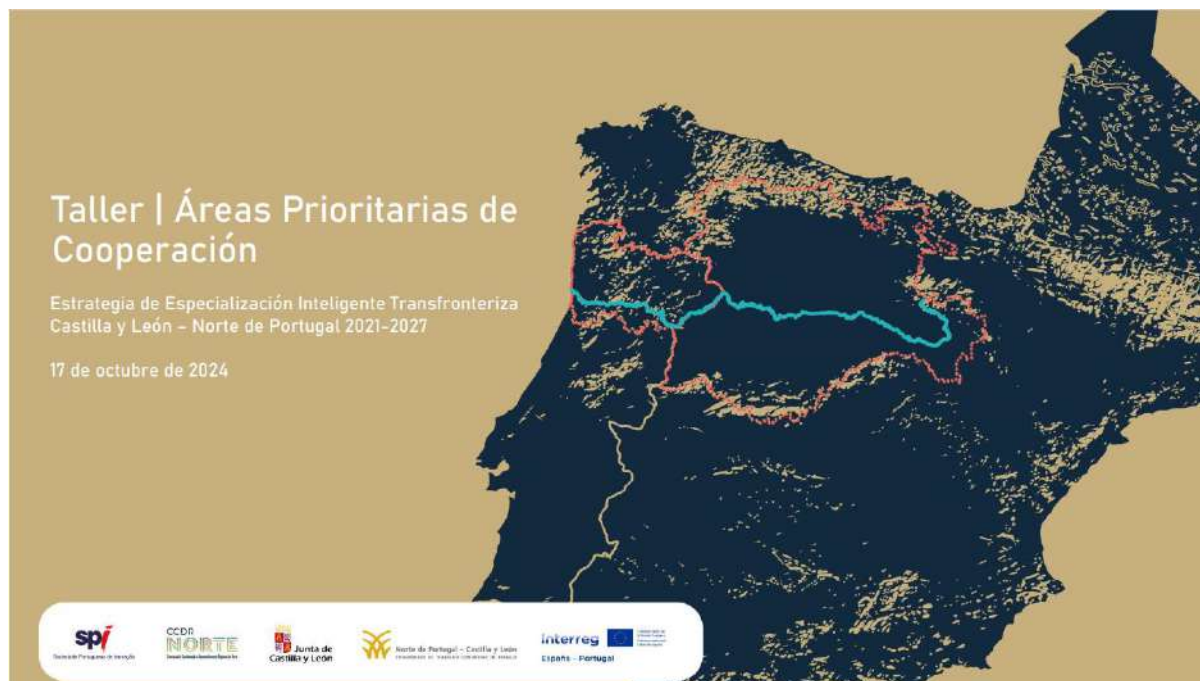 Taller | Áreas Prioritarias de
Cooperación
Estrategia de Especialización Inteligente Transfronteriza
Castilla y León – Norte de Portugal 2021-2027
17 de octubre de 2024
spi
CCDR
NORTE
Junta de
Castilla y León
Norte de Portugal – Castilla y León
Interreg
España – Portugal